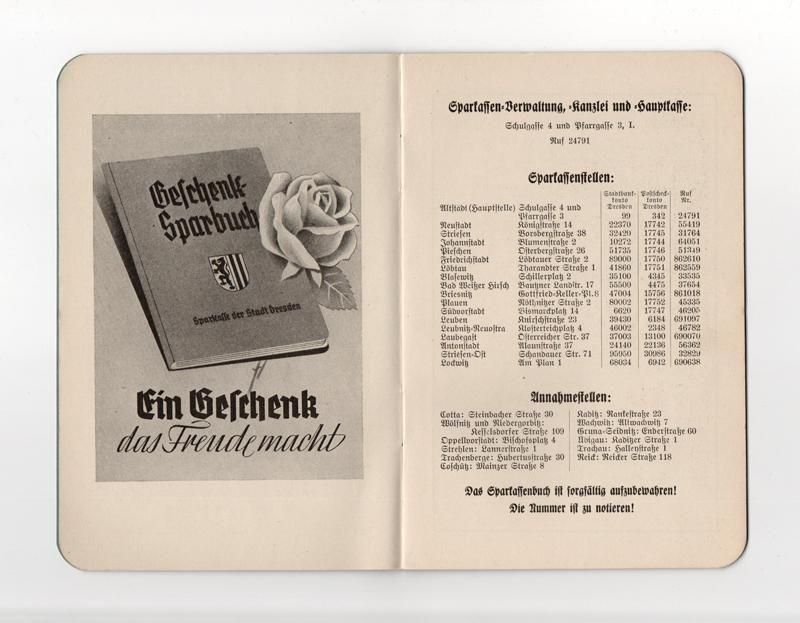 Geschenk-
Sparbuch
Sparkasse der Stadt Dresden
Ein Geschenk
das Freude macht
Sparkassen-Verwaltung, -Kanzlei und -Hauptkasse:
Schulgasse 4 und Pfarrgasse 3, I.
Ruf 24791
Sparkassenstellen:
Stadtbank-konto Dresden Postscheck-konto Dresden Ruf Nr.
Altstadt (Hauptstelle) Schulgasse 4 und
Pfarrgasse 3 99 342 24791
Neustadt Königstraße 14 22370 17742 55419
Striesen Borsbergstraße 38 32420 17745 31764
Johannstadt Blumenstraße 2 10272 17744 64051
Pieschen Osterbergstraße 26 51735 17746 51349
Friedrichstadt Löbtauer Straße 2 89000 17750 862610
Löbtau Tharandter Straße 1 41860 17751 862559
Blasewitz Schillerplatz 2 35100 4345 33535
Bad Weißer Hirsch Bautzner Landstr. 17 55500 4475 37654
Briesnitz Gottfried-Keller-Pl. 8 47004 15756 861018
Plauen Nöthnitzer Straße 2 80002 17752 45335
Südvorstadt Bismarckplatz 14 6620 17747 46205
Leuben Knirschstraße 23 39430 6184 691097
Leubnitz-Neuostra Klosterteichplatz 4 46002 2348 46782
Laubegast Österreicher Str. 37 37003 13100 690070
Antonstadt Alaunstraße 37 24140 22136 56362
Striesen-Ost Schandauer Str. 71 95950 30986 32829
Lockwitz Am Plan 1 68034 6942 690638
Annahmestellen:
Cotta: Steinbacher Straße 30
Wölfnitz und Niedergorbitz:
Kesselsdorfer Straße 109
Oppellvorstadt: Bischofsplatz 4
Strehlen: Lannerstraße 1
Trachenberge: Hubertusstraße 30
Coschütz: Mainzer Straße 8
Kaditz: Rankestraße 23
Wachwitz: Altwachwitz 7
Gruna-Seidnitz: Enderstraße 60
Übigau: Kaditzer Straße 1
Trachau: Hallenstraße 1
Reick: Reicker Straße 118
Das Sparkassenbuch ist sorgfältig aufzubewahren!
Die Nummer ist zu notieren!